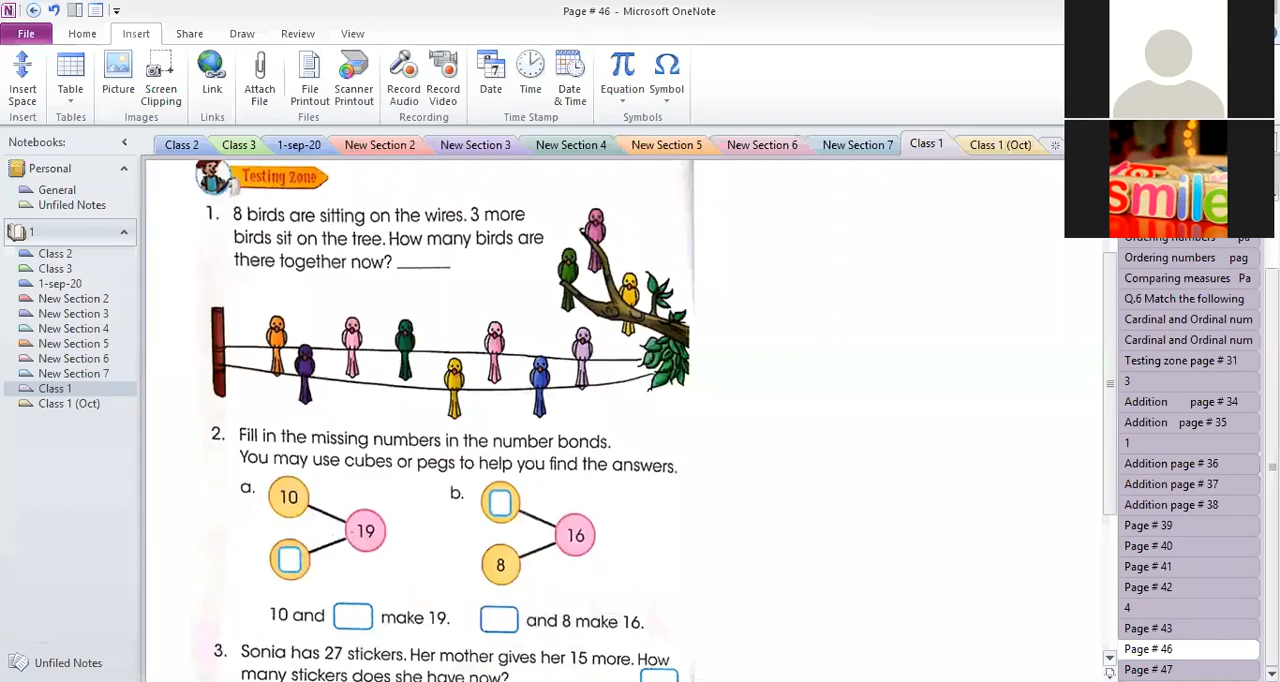 Page # 46 - Microsoft OneNote
File Home Insert Share Draw Review View
Insert Space
Table
Picture
Screen Clipping
Link
Attach File
File Printout
Scanner Printout
Record Audio
Record Video
Date
Time
Date & Time
π Equation
Ω Symbol
Insert Tables Images Links Files Recording Time Stamp Symbols
Notebooks:
Class 2 Class 3 1-sep-20 New Section 2 New Section 3 New Section 4 New Section 5 New Section 6 New Section 7 Class 1 Class 1 (Oct)
Personal
General
Unfiled Notes
1
Class 2
Class 3
1-sep-20
New Section 2
New Section 3
New Section 4
New Section 5
New Section 6
New Section 7
Class 1
Class 1 (Oct)
Unfiled Notes
Testing Zone
1. 8 birds are sitting on the wires. 3 more
birds sit on the tree. How many birds are
there together now? ______
2. Fill in the missing numbers in the number bonds.
You may use cubes or pegs to help you find the answers.
a. 10 19
b. 16 8
10 and make 19. and 8 make 16.
3. Sonia has 27 stickers. Her mother gives her 15 more. How
many stickers does she have now?
smile
Ordering numbers pa
Ordering numbers pag
Comparing measures Pa
Q.6 Match the following
Cardinal and Ordinal num
Cardinal and Ordinal num
Testing zone page # 31
3
Addition page # 34
Addition page # 35
1
Addition page # 36
Addition page # 37
Addition page # 38
Page # 39
Page # 40
Page # 41
Page # 42
4
Page # 43
Page # 46
Page # 47